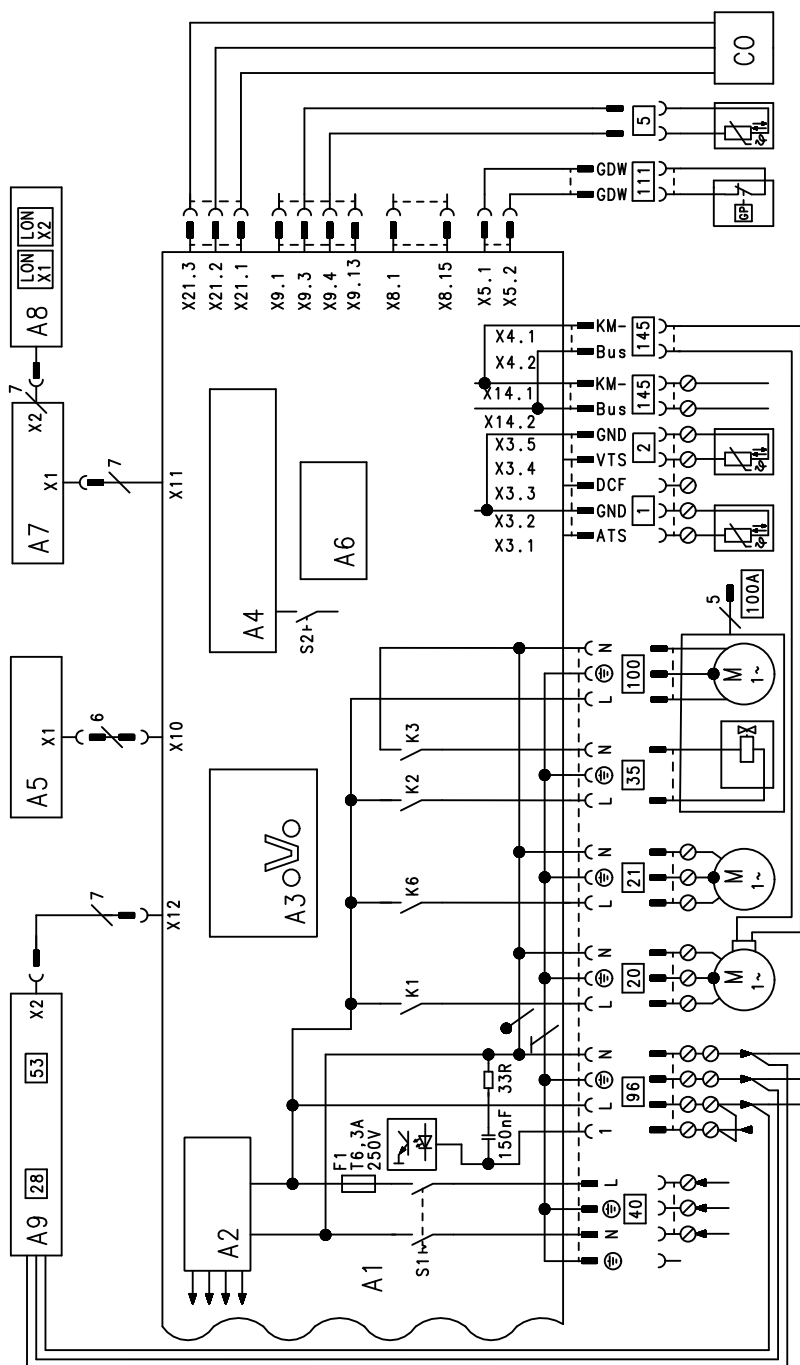 CO
5
GDW
GDW
111
GP
LON
X2
LON
X1
A8
7
X2
X1
A7
7
X11
X21.3
X21.2
X21.1
X9.1
X9.3
X9.4
X9.13
X8.1
X8.15
X5.1
X5.2
X4.1
X4.2
X14.1
X14.2
X3.5
X3.4
X3.3
X3.2
X3.1
KM-
Bus
145
KM-
Bus
145
GND
VTS
2
DCF
GND
ATS
1
A6
A4
S2
5
100A
N
L
100
M
1~
X1
A5
6
X10
K3
K2
N
L
35
A3
K6
N
L
21
M
1~
7
X12
X2
53
28
A9
K1
N
L
20
M
1~
33R
150nF
N
L
1
96
F1
T6,3A
250V
A2
A1
S1
L
N
40